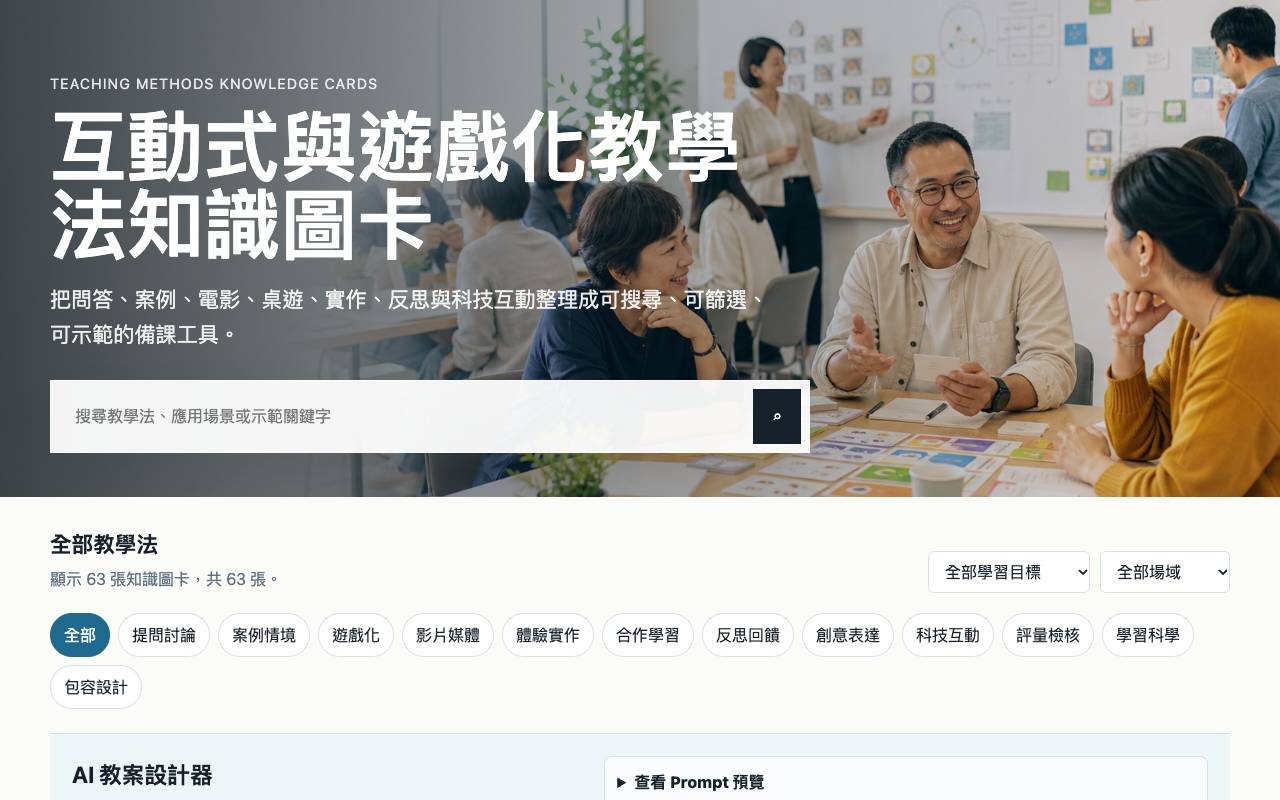 TEACHING METHODS KNOWLEDGE CARDS
互動式與遊戲化教學
法知識圖卡
把問答、案例、電影、桌遊、實作、反思與科技互動整理成可搜尋、可篩選、
可示範的備課工具。
搜尋教學法、應用場景或示範關鍵字
全部教學法
顯示 63 張知識圖卡，共 63 張。
全部學習目標
全部場域
全部 提問討論 案例情境 遊戲化 影片媒體 體驗實作 合作學習 反思回饋 創意表達 科技互動 評量檢核 學習科學
包容設計
AI 教案設計器
查看 Prompt 預覽